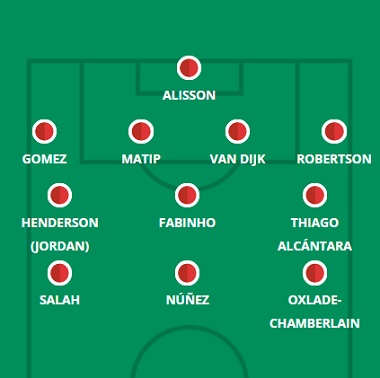 ALISSON
GOMEZ MATIP VAN DIJK ROBERTSON
HENDERSON FABINHO THIAGO
(JORDAN) ALCÁNTARA
SALAH NÚÑEZ OXLADE-
CHAMBERLAIN